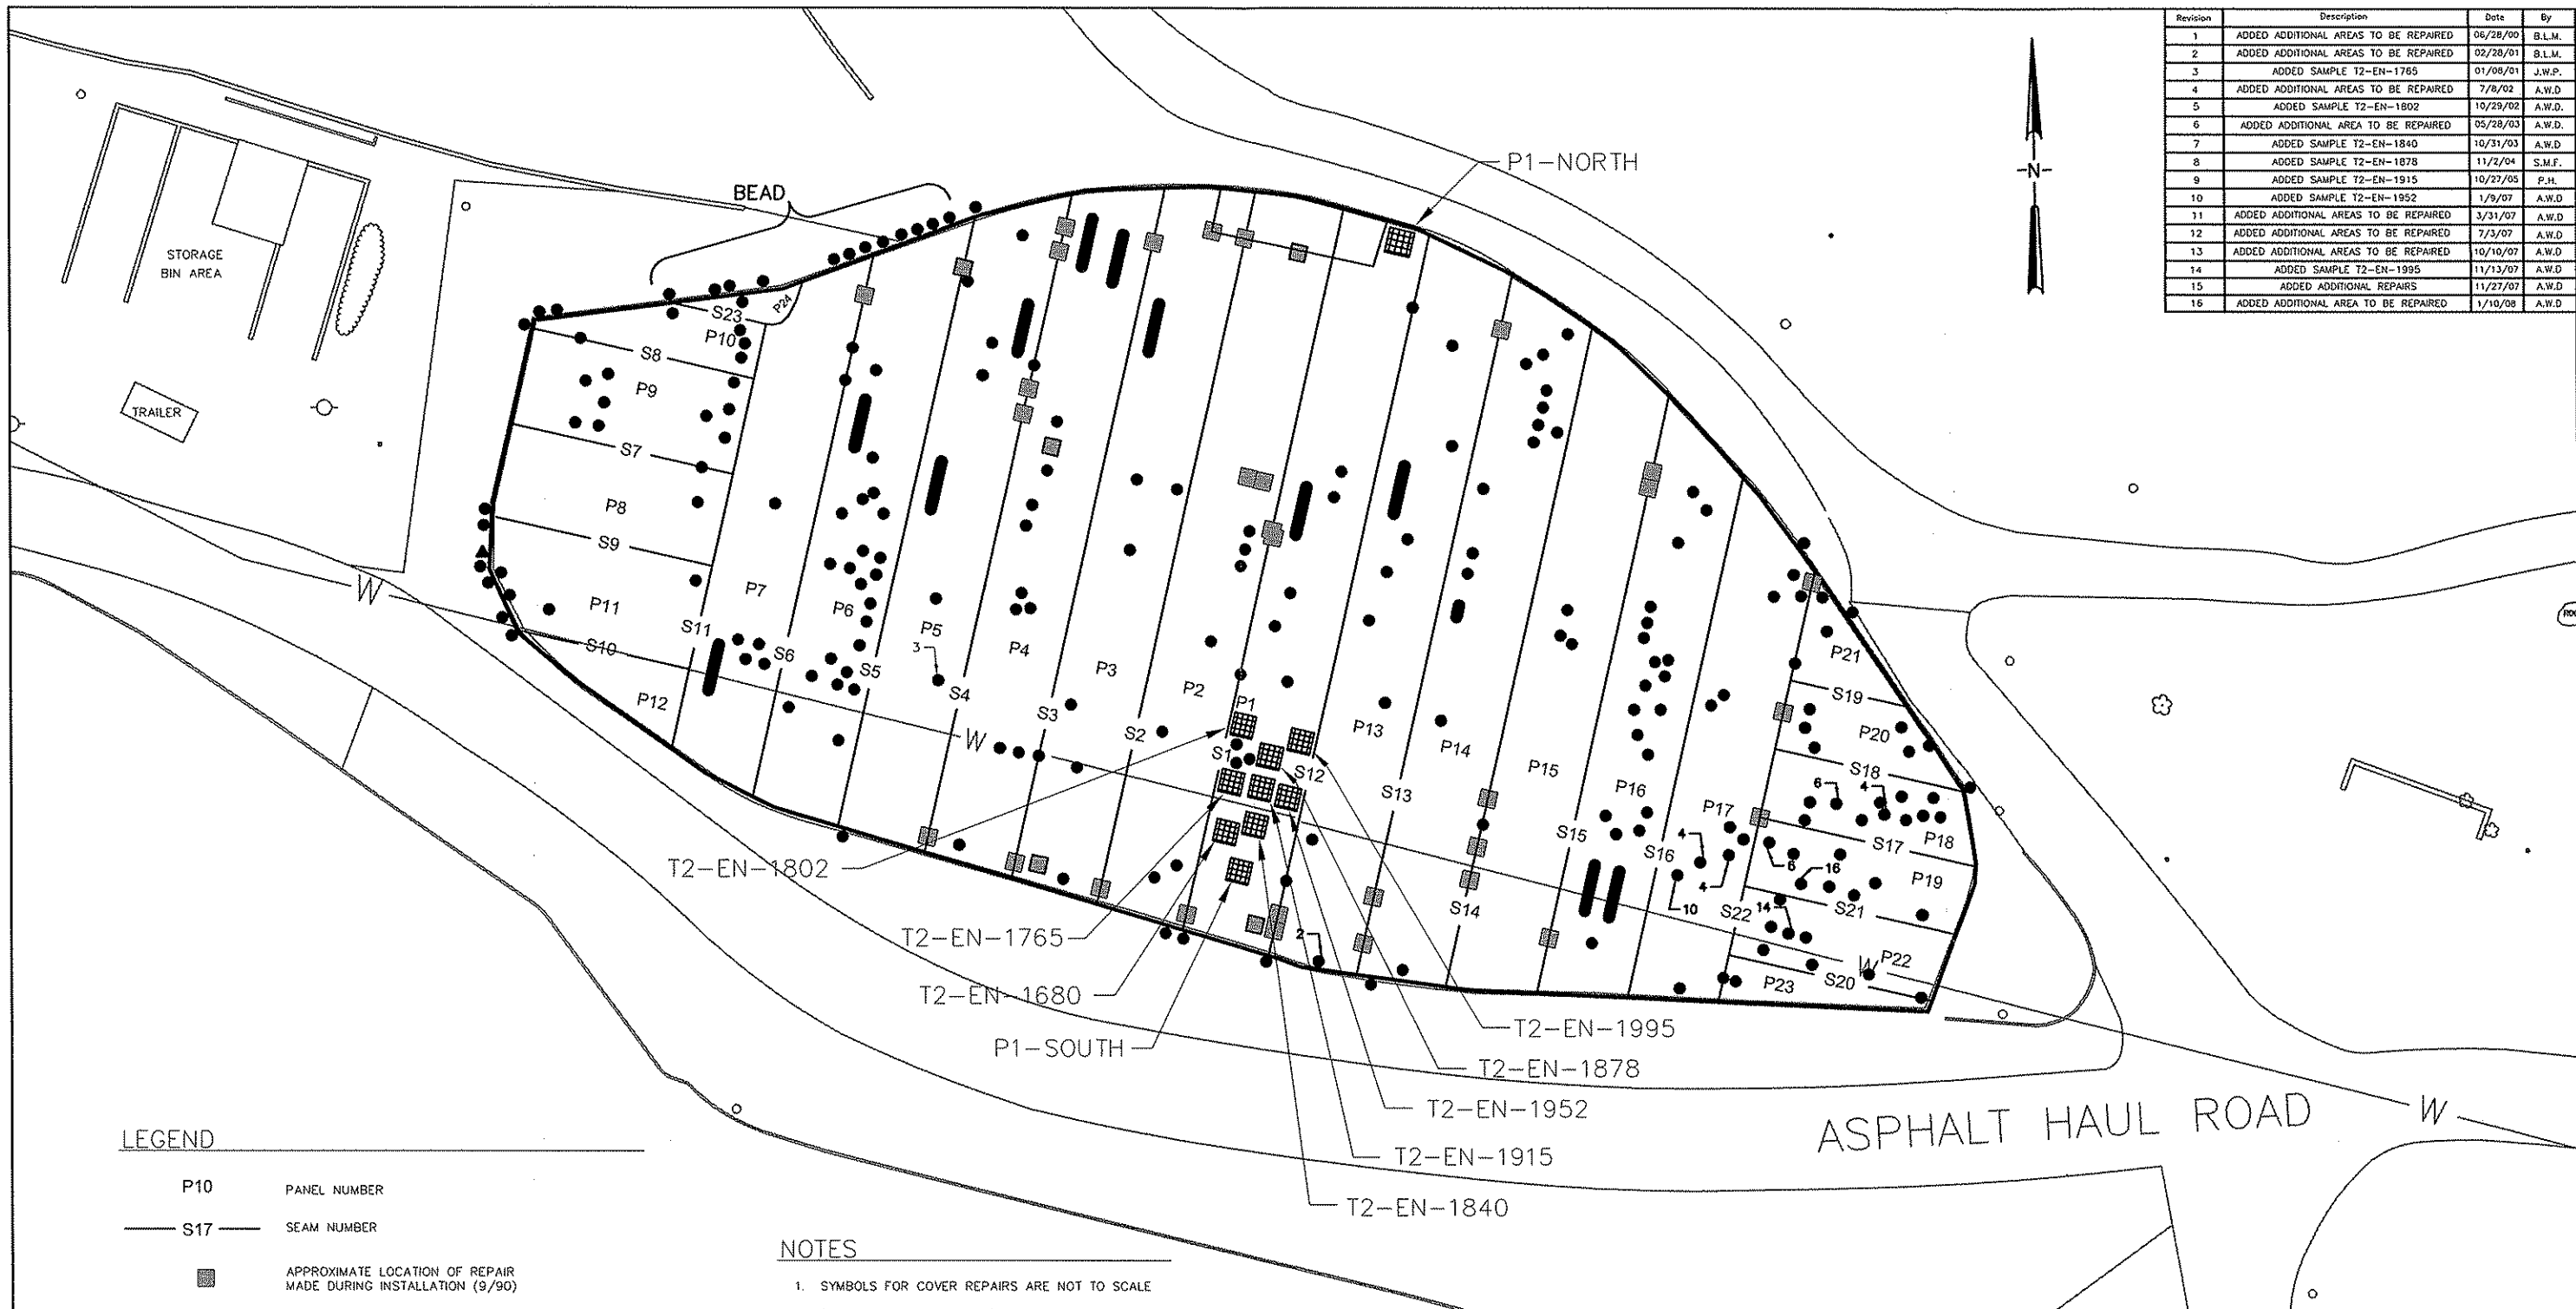 Revision Description Date By
1 ADDED ADDITIONAL AREAS TO BE REPAIRED 06/28/00 B.L.M.
2 ADDED ADDITIONAL AREAS TO BE REPAIRED 02/28/01 B.L.M.
3 ADDED SAMPLE T2-EN-1765 01/08/01 J.W.P.
4 ADDED ADDITIONAL AREAS TO BE REPAIRED 7/8/02 A.W.D
5 ADDED SAMPLE T2-EN-1802 10/29/02 A.W.D.
6 ADDED ADDITIONAL AREA TO BE REPAIRED 05/28/03 A.W.D.
7 ADDED SAMPLE T2-EN-1840 10/31/03 A.W.D
8 ADDED SAMPLE T2-EN-1878 11/2/04 S.M.F.
9 ADDED SAMPLE T2-EN-1915 10/27/05 P.H.
10 ADDED SAMPLE T2-EN-1952 1/9/07 A.W.D
11 ADDED ADDITIONAL AREAS TO BE REPAIRED 3/31/07 A.W.D
12 ADDED ADDITIONAL AREAS TO BE REPAIRED 7/3/07 A.W.D
13 ADDED ADDITIONAL AREAS TO BE REPAIRED 10/10/07 A.W.D
14 ADDED SAMPLE T2-EN-1995 11/13/07 A.W.D
15 ADDED ADDITIONAL REPAIRS 11/27/07 A.W.D
16 ADDED ADDITIONAL AREA TO BE REPAIRED 1/10/08 A.W.D
-N-
P1-NORTH
BEAD
STORAGE
BIN AREA
TRAILER
P24
S23
P10
S8
P9
S7
P8
S9
P11
S10
P12
S11
P7
S6
P6
S5
P5
3
S4
P4
S3
P3
S2
P2
P1
S1
S12
P13
S13
P14
S14
P15
S15
P16
S16
P17
S22
P21
S19
P20
S18
6
4
S17
P18
4
4
6
16
P19
10
14
S21
2
P22
P23
S20
W
W
W
W
T2-EN-1802
T2-EN-1765
T2-EN-1680
P1-SOUTH
T2-EN-1995
T2-EN-1878
T2-EN-1952
T2-EN-1915
T2-EN-1840
ASPHALT HAUL ROAD
LEGEND
P10 PANEL NUMBER
S17 SEAM NUMBER
APPROXIMATE LOCATION OF REPAIR
MADE DURING INSTALLATION (9/90)
NOTES
1. SYMBOLS FOR COVER REPAIRS ARE NOT TO SCALE